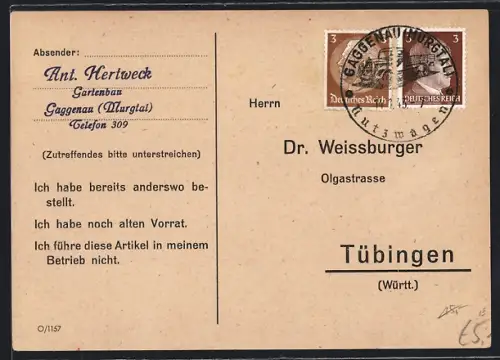 Absender:
Ant. Hertweck
Gartenbau
Gaggenau (Murgtal)
Telefon 309
(Zutreffendes bitte unterstreichen)
Ich habe bereits anderswo be-
stellt.
Ich habe noch alten Vorrat.
Ich führe diese Artikel in meinem
Betrieb nicht.
O/1157
3
3
Deutsches Reich
DEUTSCHES REICH
GAGGENAU (MURGTAL)
Nutzwagen
Herrn
Dr. Weissburger
Olgastrasse
Tübingen
(Württ.)